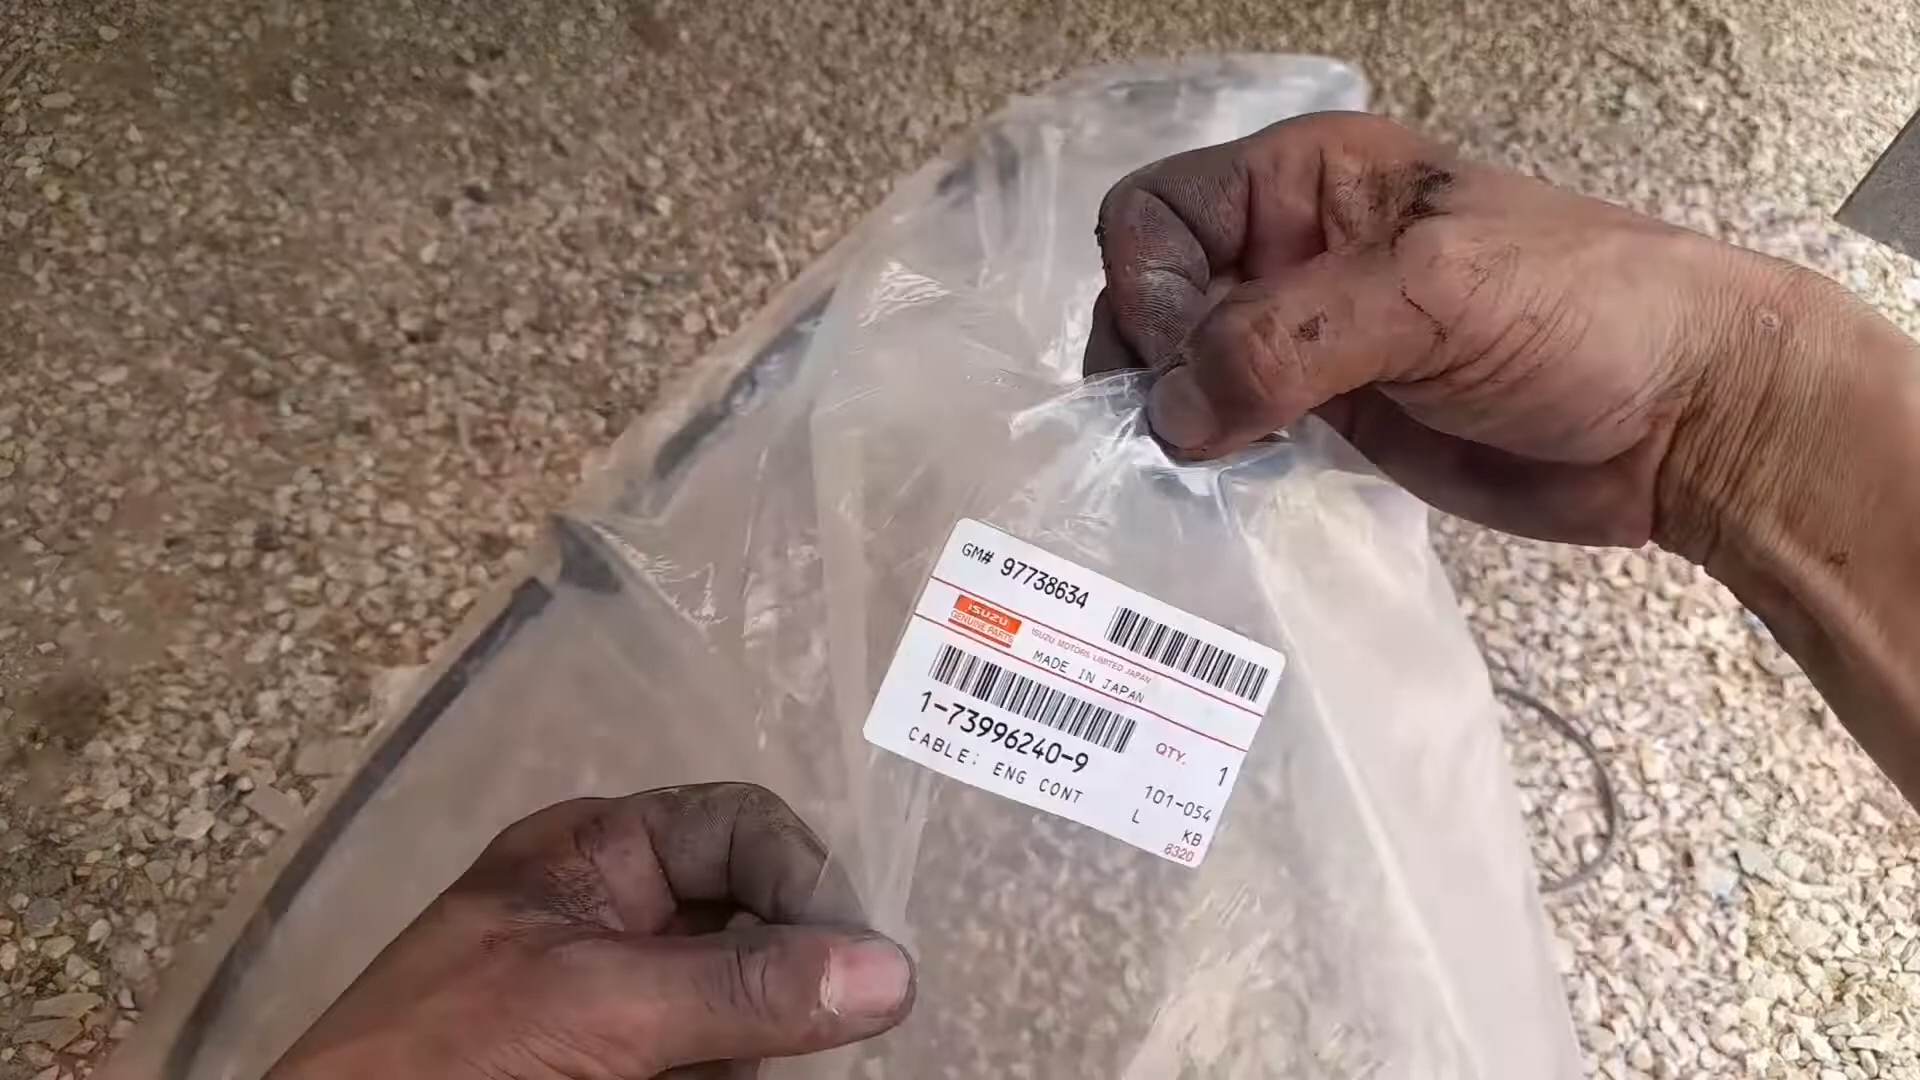 GM# 97738634
ISUZU
GENUINE PARTS
ISUZU MOTORS LIMITED JAPAN
MADE IN JAPAN
1-73996240-9
CABLE: ENG CONT
QTY. 1
101-054
L KB
8320